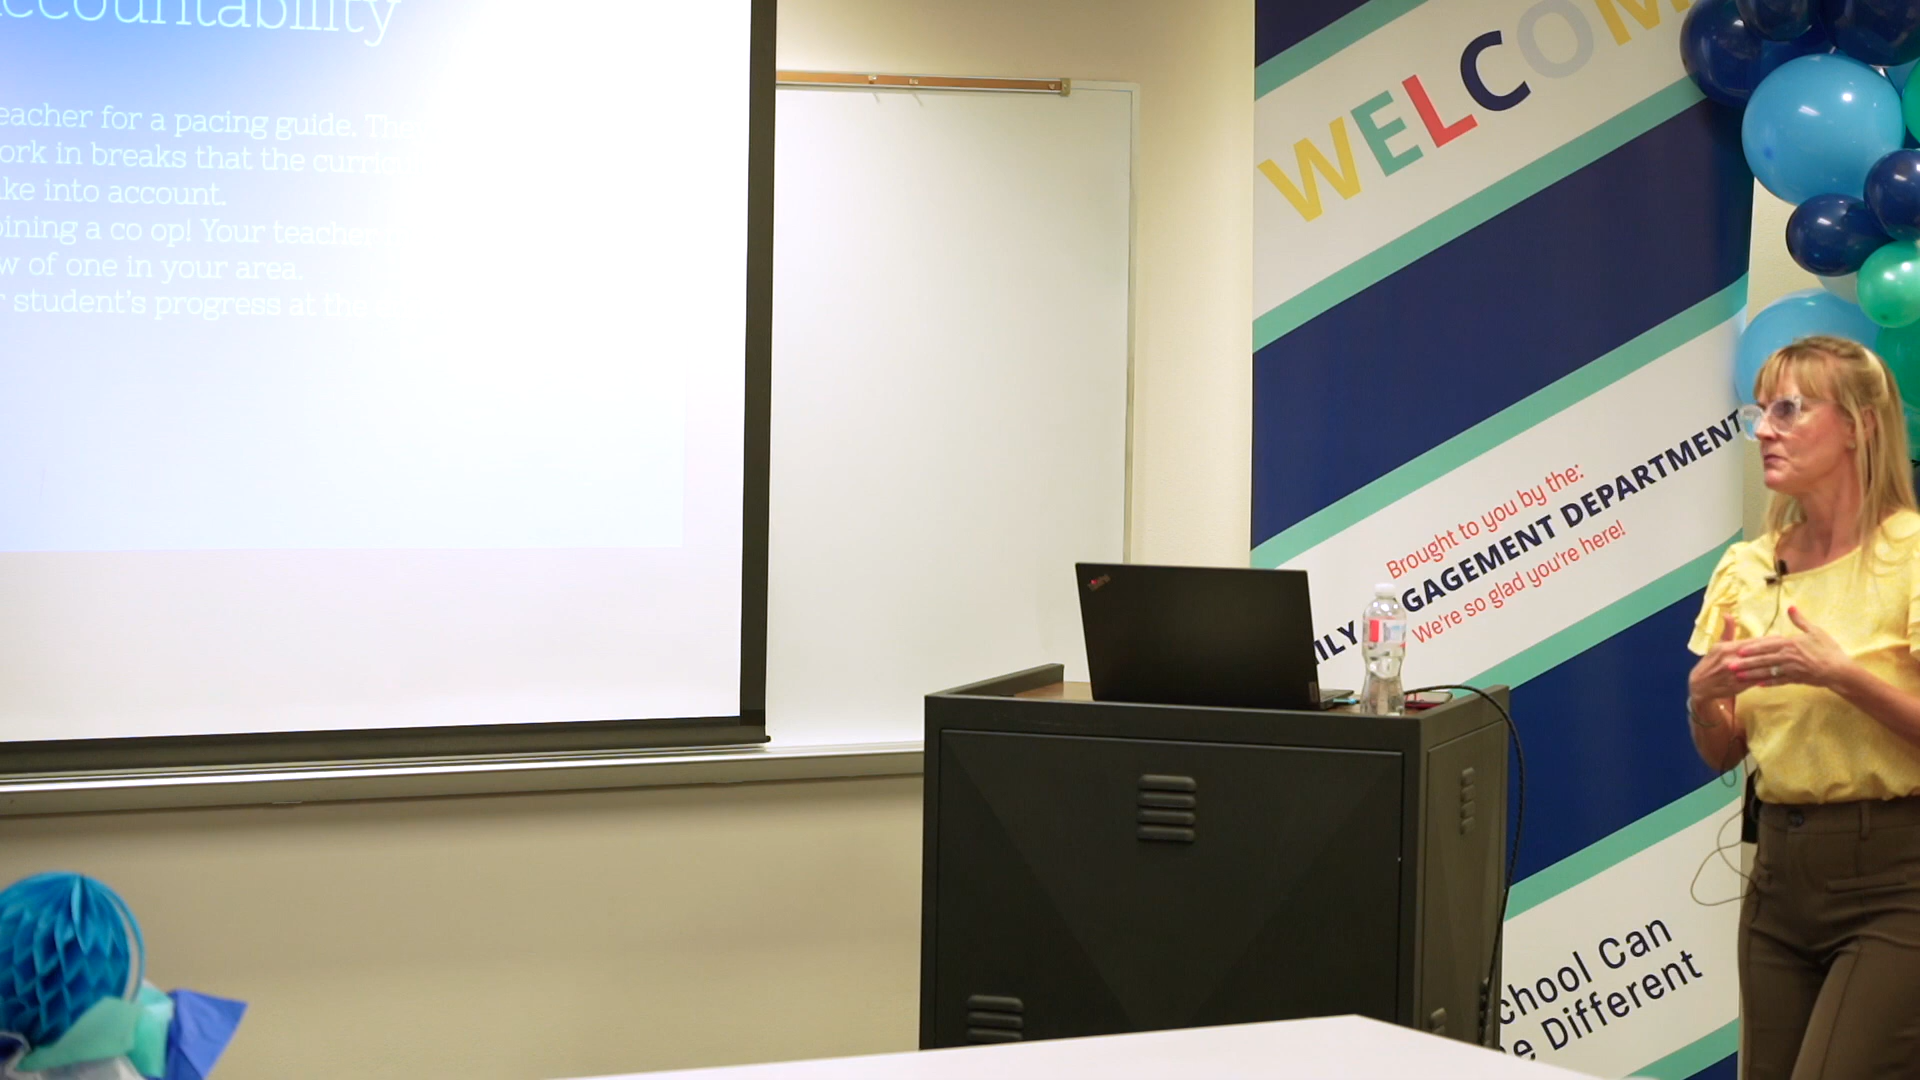 ccountability
eacher for a pacing guide. Tha
ork in breaks that the curric
ke into account.
oining a co op! Your teacher
w of one in your area.
r student's progress at the
WELCOM
Brought to you by the:
ILY GAGEMENT DEPARTMENT
We're so glad you're here!
chool Can
e Different